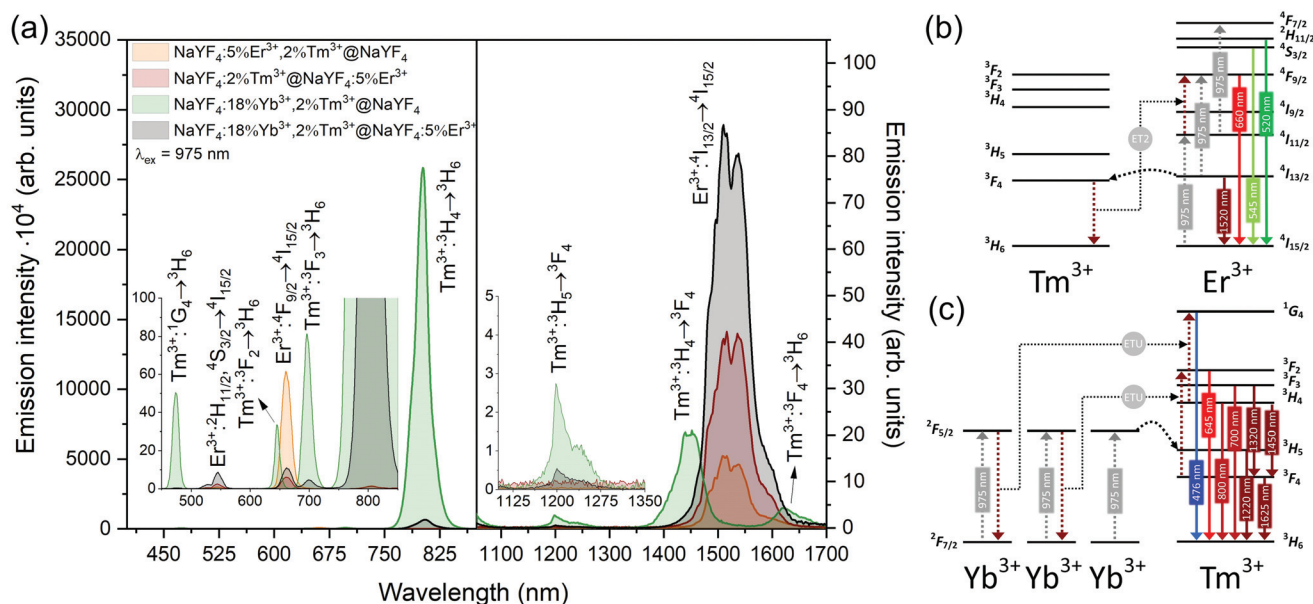 (a)
Emission intensity ·10⁴ (arb. units)
35000
30000
25000
20000
15000
10000
5000
0
NaYF₄:5%Er³⁺,2%Tm³⁺@NaYF₄
NaYF₄:2%Tm³⁺@NaYF₄:5%Er³⁺
NaYF₄:18%Yb³⁺,2%Tm³⁺@NaYF₄
NaYF₄:18%Yb³⁺,2%Tm³⁺@NaYF₄:5%Er³⁺
λₑₓ = 975 nm
Tm³⁺:¹G₄→³H₆
Er³⁺:²H₁₁/₂,⁴S₃/₂→⁴I₁₅/₂
Tm³⁺:³F₂→³H₆
Er³⁺:⁴F₉/₂→⁴I₁₅/₂
Tm³⁺:³F₃→³H₆
Tm³⁺:³H₄→³H₆
100
80
60
40
20
0
500
600
700
800
450
525
600
675
750
825
Tm³⁺:³H₅→³F₄
5
4
3
2
1
0
1125
1200
1275
1350
Tm³⁺:³H₄→³F₄
Er³⁺:⁴I₁₃/₂→⁴I₁₅/₂
Tm³⁺:³F₄→³H₆
1100
1200
1300
1400
1500
1600
1700
100
90
80
70
60
50
40
30
20
10
0
Emission intensity (arb. units)
Wavelength (nm)
(b)
³F₂
³F₃
³H₄
³H₅
³F₄
³H₆
ET2
975 nm
975 nm
975 nm
1520 nm
660 nm
545 nm
520 nm
⁴F₇/₂
²H₁₁/₂
⁴S₃/₂
⁴F₉/₂
⁴I₉/₂
⁴I₁₁/₂
⁴I₁₃/₂
⁴I₁₅/₂
Tm³⁺
Er³⁺
(c)
²F₅/₂
²F₇/₂
975 nm
975 nm
975 nm
ETU
ETU
476 nm
645 nm
800 nm
700 nm
1220 nm
1320 nm
1625 nm
1450 nm
¹G₄
³F₂
³F₃
³H₄
³H₅
³F₄
³H₆
Yb³⁺
Yb³⁺
Yb³⁺
Tm³⁺